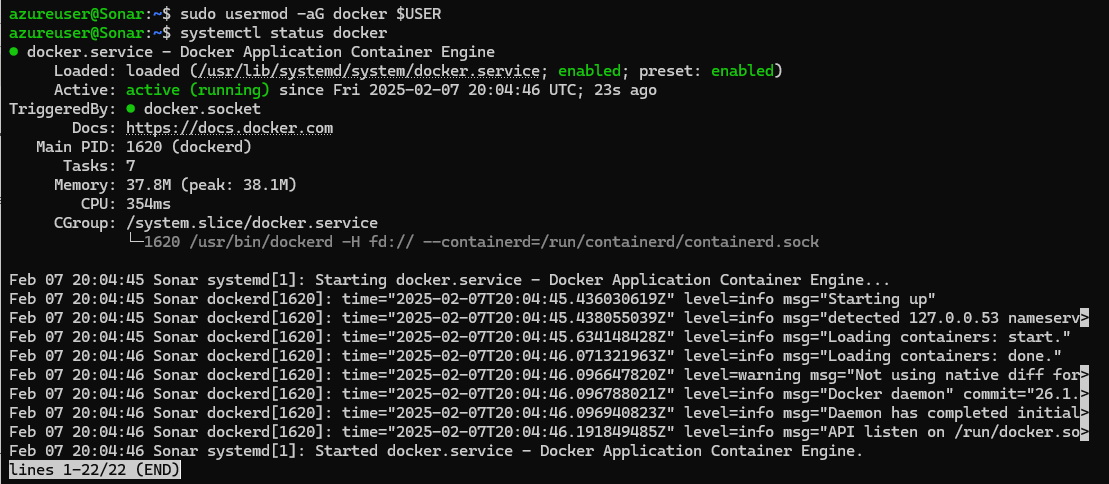 azureuser@Sonar:~$ sudo usermod -aG docker $USER
azureuser@Sonar:~$ systemctl status docker
● docker.service - Docker Application Container Engine
Loaded: loaded (/usr/lib/systemd/system/docker.service; enabled; preset: enabled)
Active: active (running) since Fri 2025-02-07 20:04:46 UTC; 23s ago
TriggeredBy: ● docker.socket
Docs: https://docs.docker.com
Main PID: 1620 (dockerd)
Tasks: 7
Memory: 37.8M (peak: 38.1M)
CPU: 354ms
CGroup: /system.slice/docker.service
└─1620 /usr/bin/dockerd -H fd:// --containerd=/run/containerd/containerd.sock
Feb 07 20:04:45 Sonar systemd[1]: Starting docker.service - Docker Application Container Engine...
Feb 07 20:04:45 Sonar dockerd[1620]: time="2025-02-07T20:04:45.436030619Z" level=info msg="Starting up"
Feb 07 20:04:45 Sonar dockerd[1620]: time="2025-02-07T20:04:45.438055039Z" level=info msg="detected 127.0.0.53 nameserv>
Feb 07 20:04:45 Sonar dockerd[1620]: time="2025-02-07T20:04:45.634148428Z" level=info msg="Loading containers: start."
Feb 07 20:04:46 Sonar dockerd[1620]: time="2025-02-07T20:04:46.071321963Z" level=info msg="Loading containers: done."
Feb 07 20:04:46 Sonar dockerd[1620]: time="2025-02-07T20:04:46.096647820Z" level=warning msg="Not using native diff for>
Feb 07 20:04:46 Sonar dockerd[1620]: time="2025-02-07T20:04:46.096788021Z" level=info msg="Docker daemon" commit="26.1.>
Feb 07 20:04:46 Sonar dockerd[1620]: time="2025-02-07T20:04:46.096940823Z" level=info msg="Daemon has completed initial>
Feb 07 20:04:46 Sonar dockerd[1620]: time="2025-02-07T20:04:46.191849485Z" level=info msg="API listen on /run/docker.so>
Feb 07 20:04:46 Sonar systemd[1]: Started docker.service - Docker Application Container Engine.
lines 1-22/22 (END)